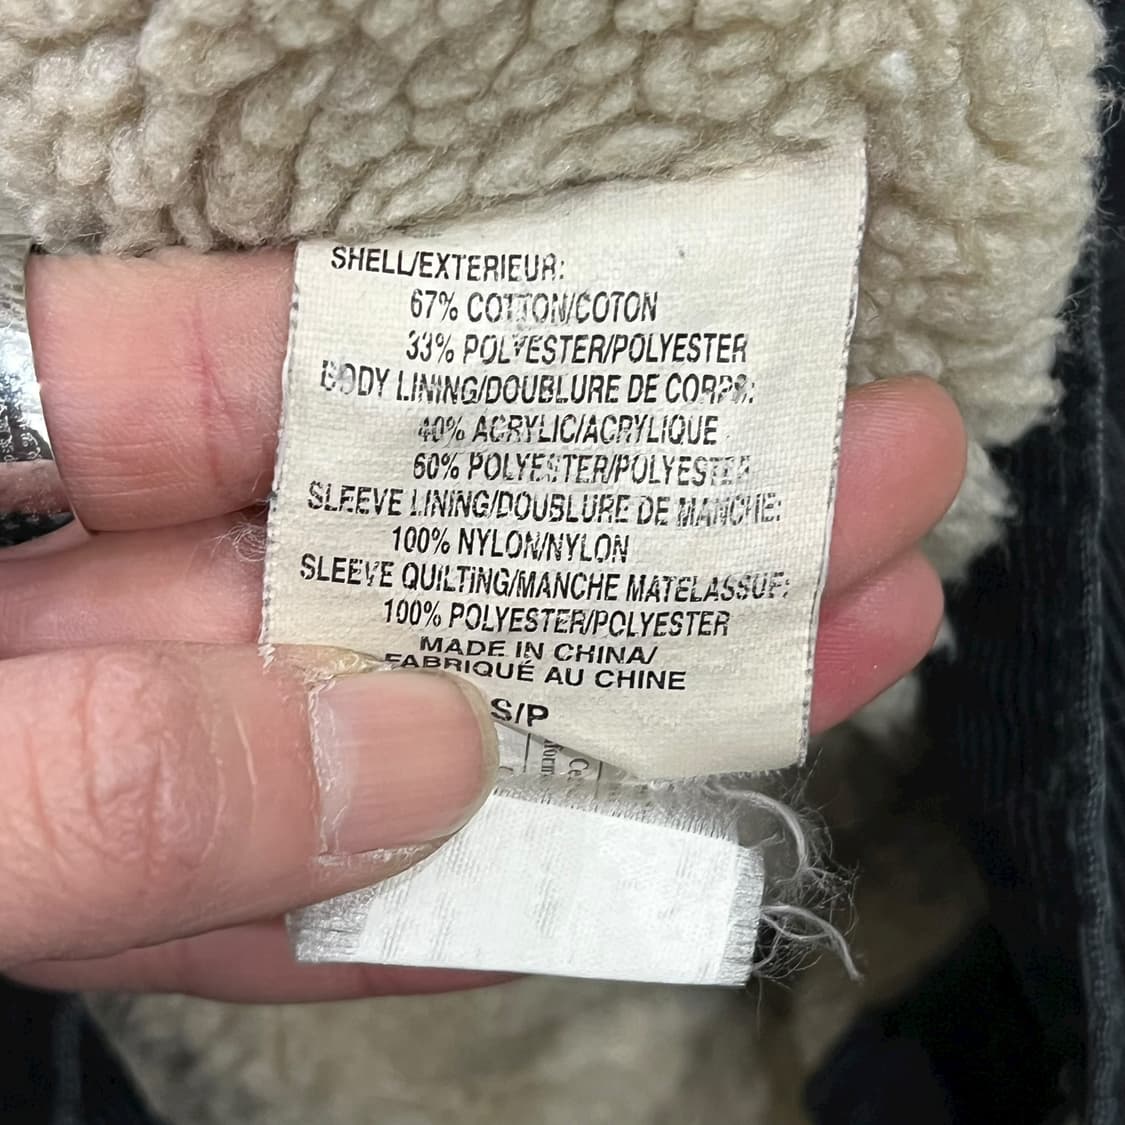 SHELL/EXTERIEUR:
67% COTTON/COTON
33% POLYESTER/POLYESTER
BODY LINING/DOUBLURE DE CORPS:
40% ACRYLIC/ACRYLIQUE
60% POLYESTER/POLYESTER
SLEEVE LINING/DOUBLURE DE MANCHE:
100% NYLON/NYLON
SLEEVE QUILTING/MANCHE MATELASSUE:
100% POLYESTER/POLYESTER
MADE IN CHINA/
FABRIQUÉ AU CHINE
S/P